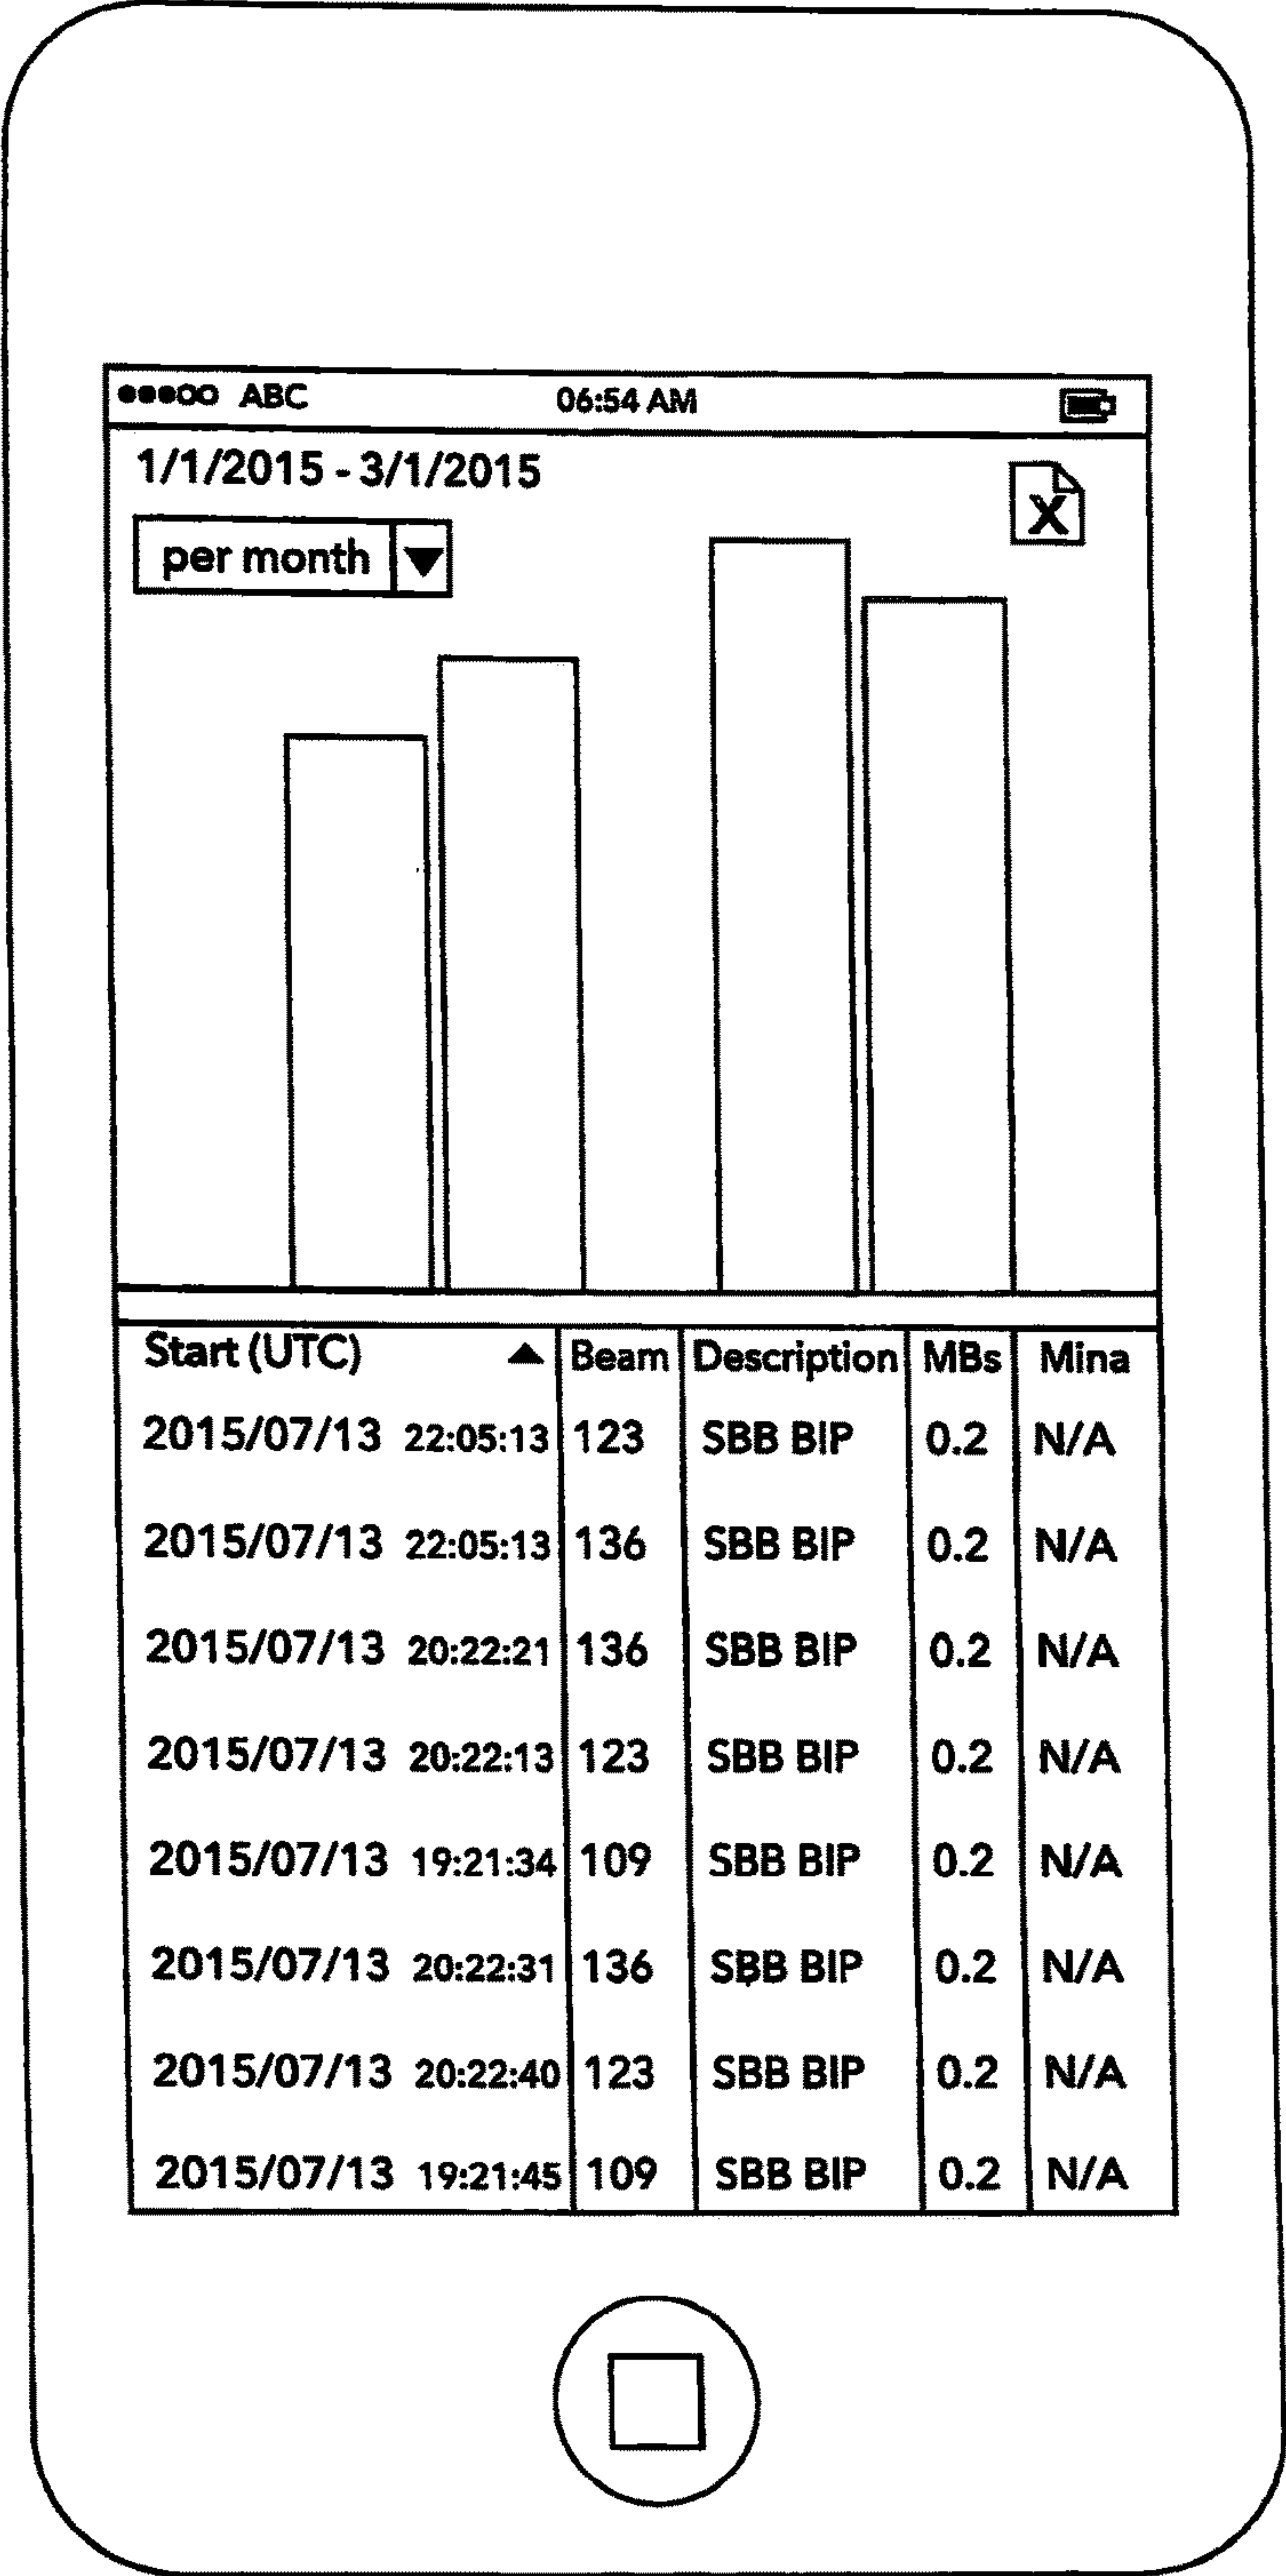 ABC 06:54 AM
1/1/2015 - 3/1/2015
X
per month
Start (UTC) Beam Description MBs Mina
2015/07/13 22:05:13 123 SBB BIP 0.2 N/A
2015/07/13 22:05:13 136 SBB BIP 0.2 N/A
2015/07/13 20:22:21 136 SBB BIP 0.2 N/A
2015/07/13 20:22:13 123 SBB BIP 0.2 N/A
2015/07/13 19:21:34 109 SBB BIP 0.2 N/A
2015/07/13 20:22:31 136 SBB BIP 0.2 N/A
2015/07/13 20:22:40 123 SBB BIP 0.2 N/A
2015/07/13 19:21:45 109 SBB BIP 0.2 N/A